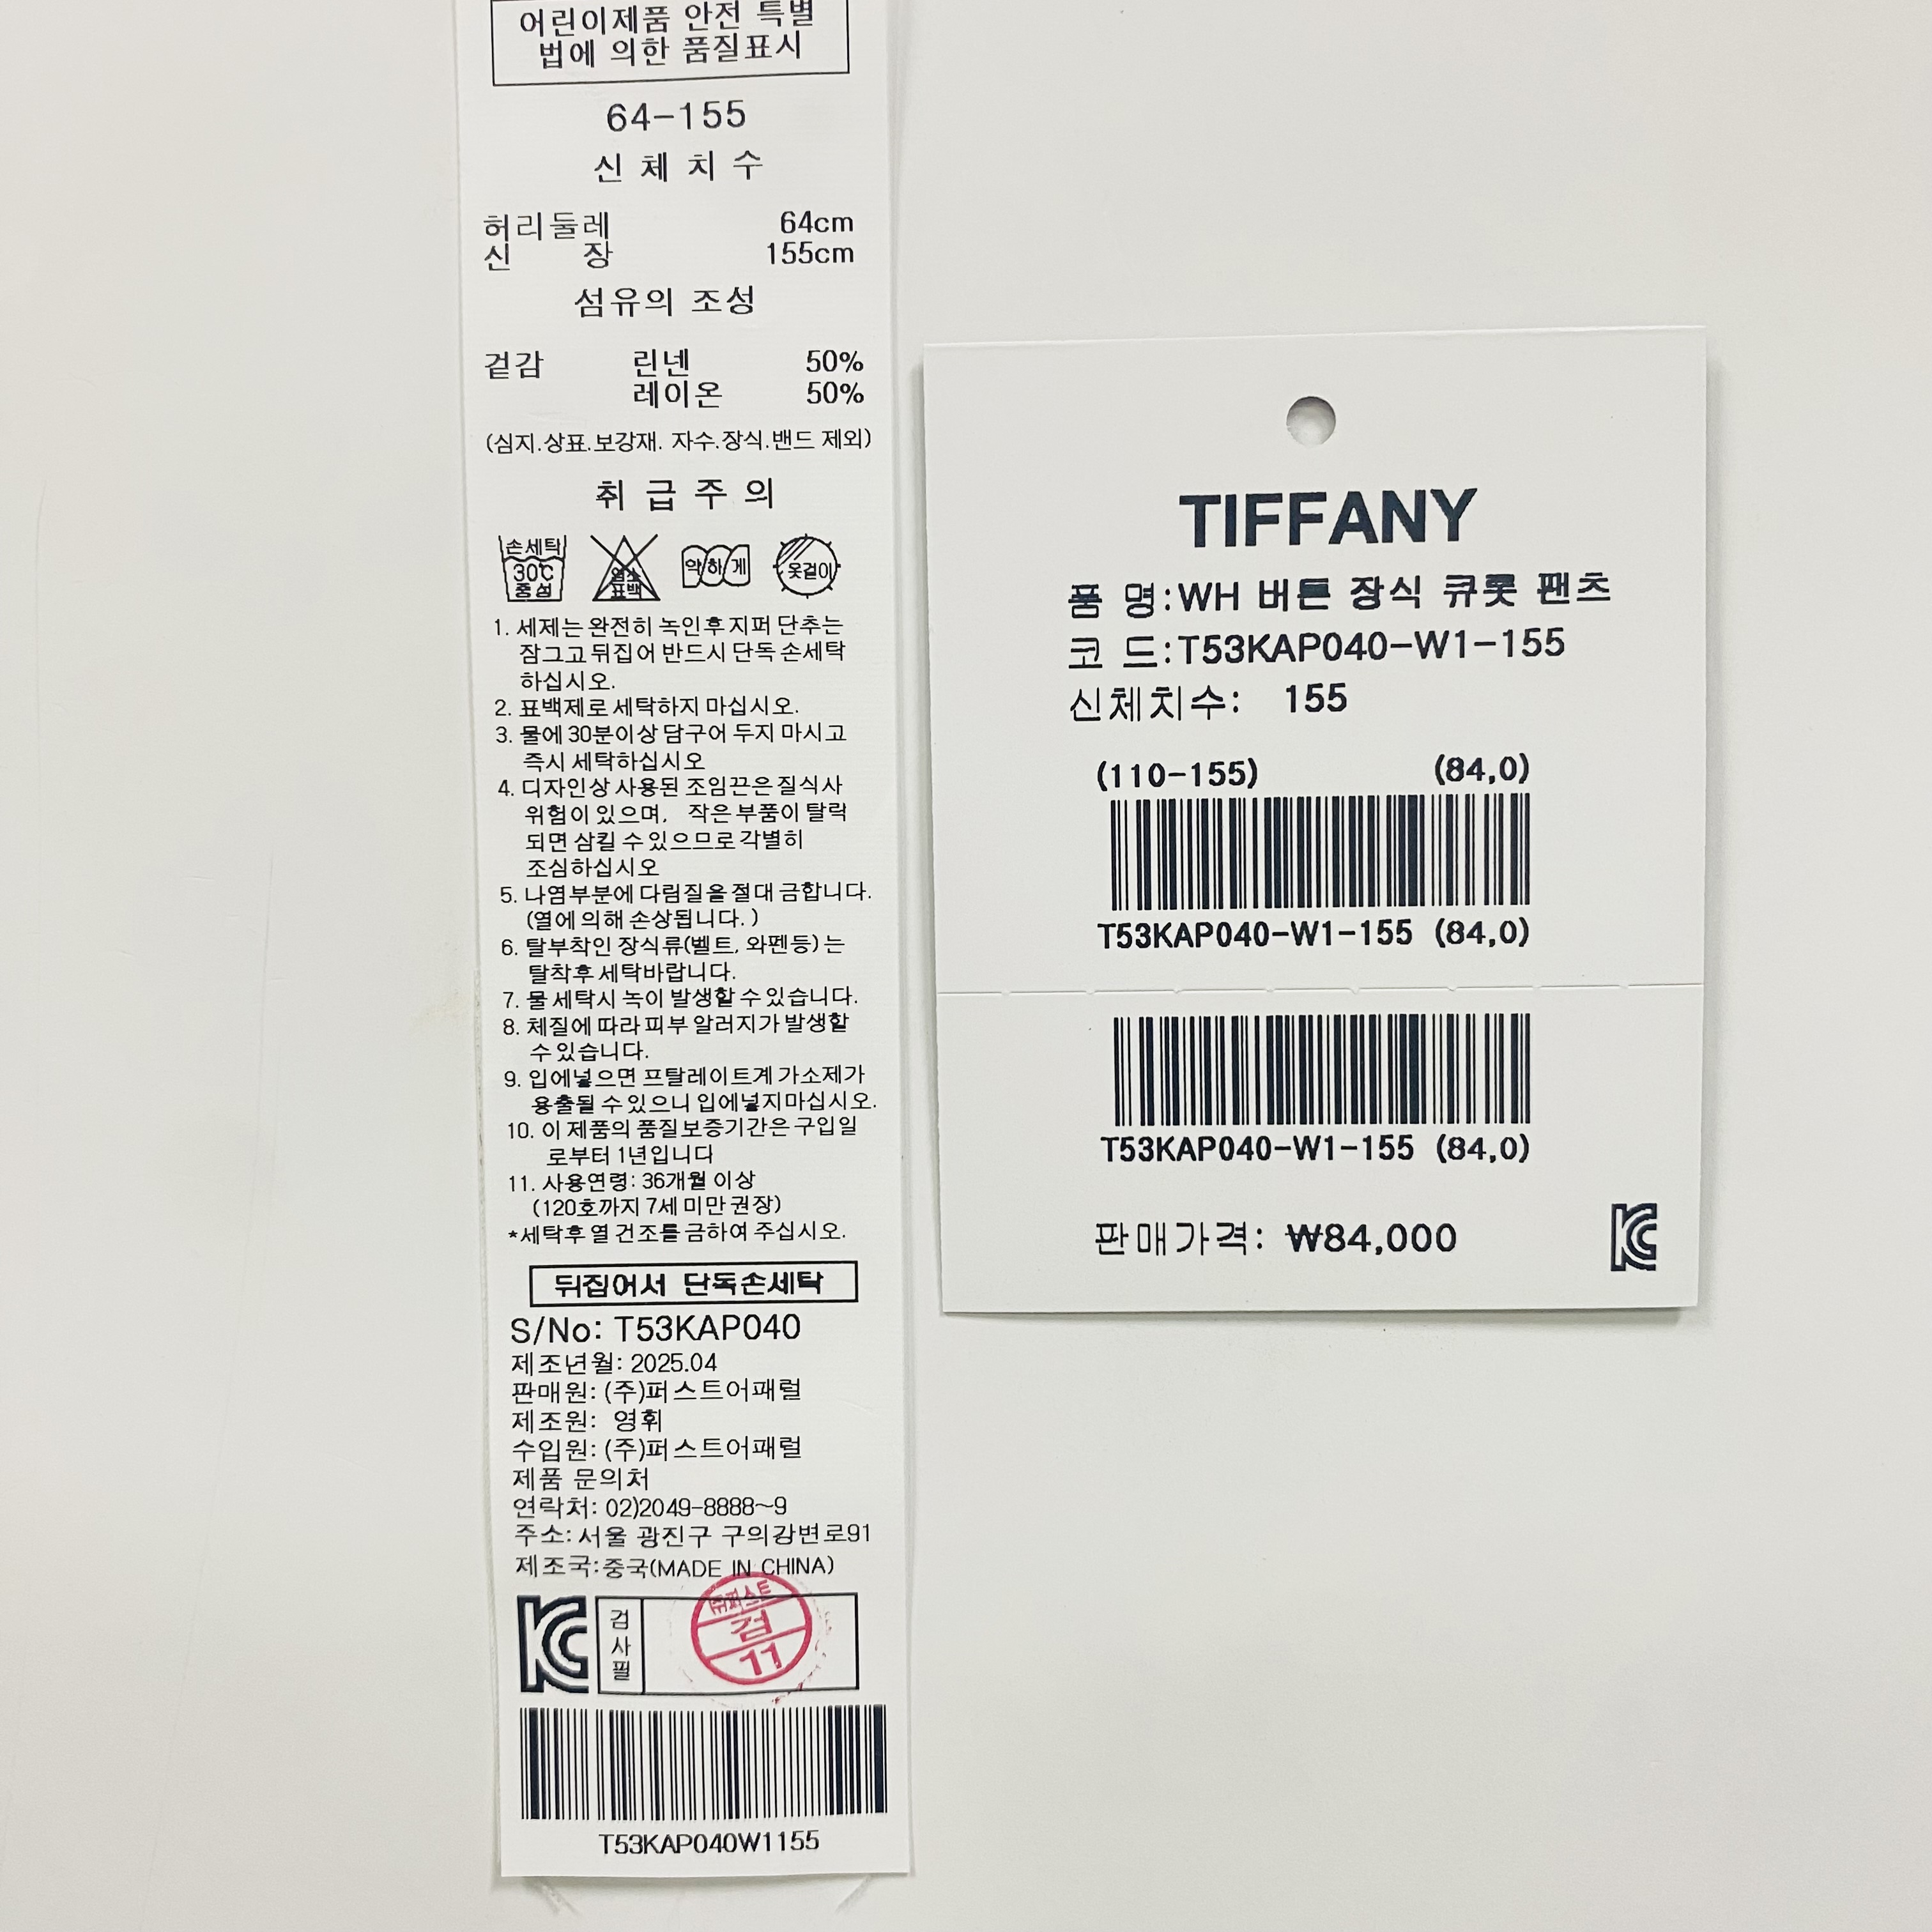 어린이제품 안전 특별
법에 의한 품질표시
64-155
신 체 치 수
허리둘레 64cm
신 장 155cm
섬유의 조성
겉감 린넨 50%
레이온 50%
(심지.상표.보강재. 자수.장식.밴드 제외)
취 급 주 의
손세탁
30℃
중성
염소
표백
약하게
옷걸이
1. 세제는 완전히 녹인후 지퍼 단추는
잠그고 뒤집어 반드시 단독 손세탁
하십시오.
2. 표백제로 세탁하지 마십시오.
3. 물에 30분이상 담구어 두지 마시고
즉시 세탁하십시오
4. 디자인상 사용된 조임끈은 질식사
위험이 있으며, 작은 부품이 탈락
되면 삼킬 수 있으므로 각별히
조심하십시오
5. 나염부분에 다림질을 절대 금합니다.
(열에 의해 손상됩니다. )
6. 탈부착인 장식류(벨트, 와펜등) 는
탈착후 세탁바랍니다.
7. 물 세탁시 녹이 발생할 수 있습니다.
8. 체질에 따라 피부 알러지가 발생할
수 있습니다.
9. 입에넣으면 프탈레이트계 가소제가
용출될 수 있으니 입에넣지마십시오.
10. 이 제품의 품질보증기간은 구입일
로부터 1년입니다
11. 사용연령: 36개월 이상
(120호까지 7세 미만 권장)
*세탁후 열 건조를 금하여 주십시오.
뒤집어서 단독손세탁
S/No: T53KAP040
제조년월: 2025.04
판매원: (주)퍼스트어패럴
제조원: 영휘
수입원: (주)퍼스트어패럴
제품 문의처
연락처: 02)2049-8888~9
주소: 서울 광진구 구의강변로91
제조국:중국(MADE IN CHINA)
KC
검사필
㈜퍼스트
검
11
T53KAP040W1155
TIFFANY
품 명:WH 버튼 장식 큐롯 팬츠
코 드:T53KAP040-W1-155
신체치수: 155
(110-155) (84,0)
T53KAP040-W1-155 (84,0)
T53KAP040-W1-155 (84,0)
판매가격: ₩84,000
KC